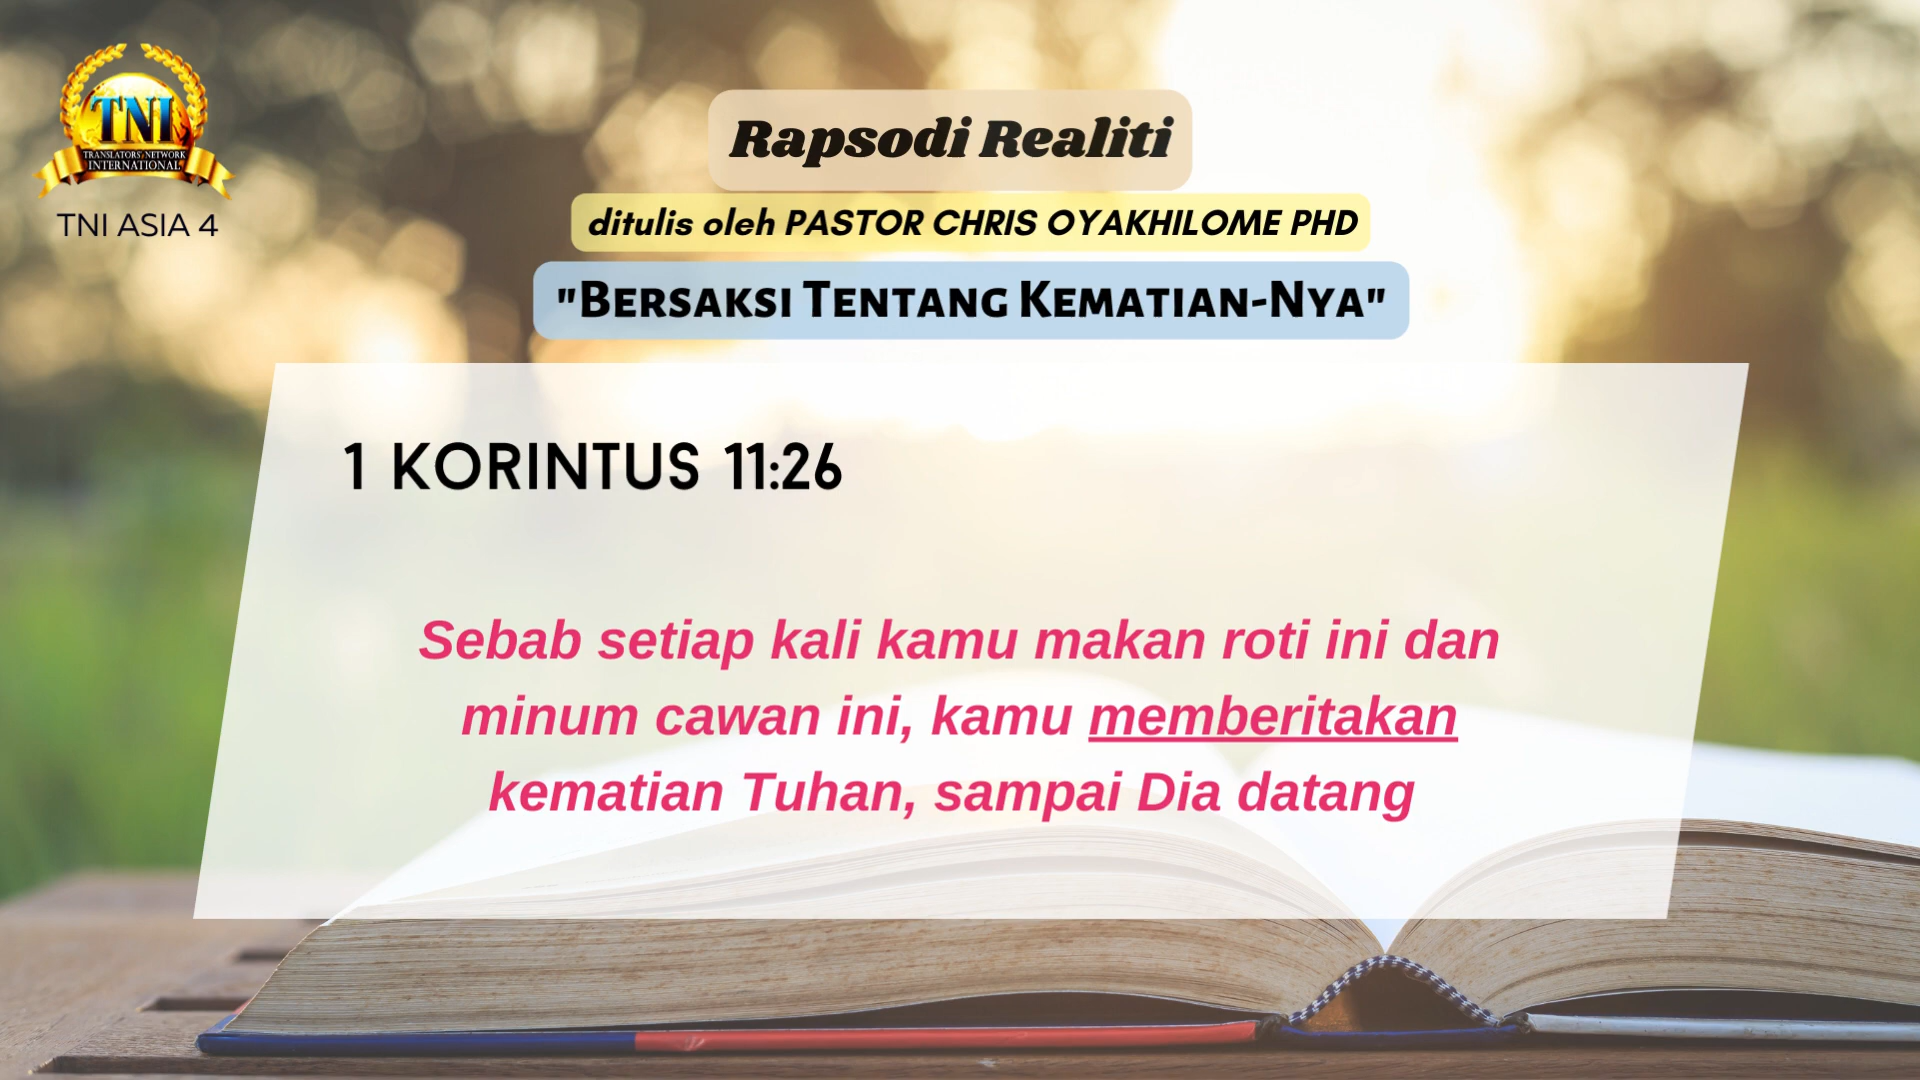 TNI
TRANSLATORS' NETWORK
INTERNATIONAL
TNI ASIA 4
Rapsodi Realiti
ditulis oleh PASTOR CHRIS OYAKHILOME PHD
"Bersaksi Tentang Kematian-Nya"
1 KORINTUS 11:26
Sebab setiap kali kamu makan roti ini dan
minum cawan ini, kamu memberitakan
kematian Tuhan, sampai Dia datang